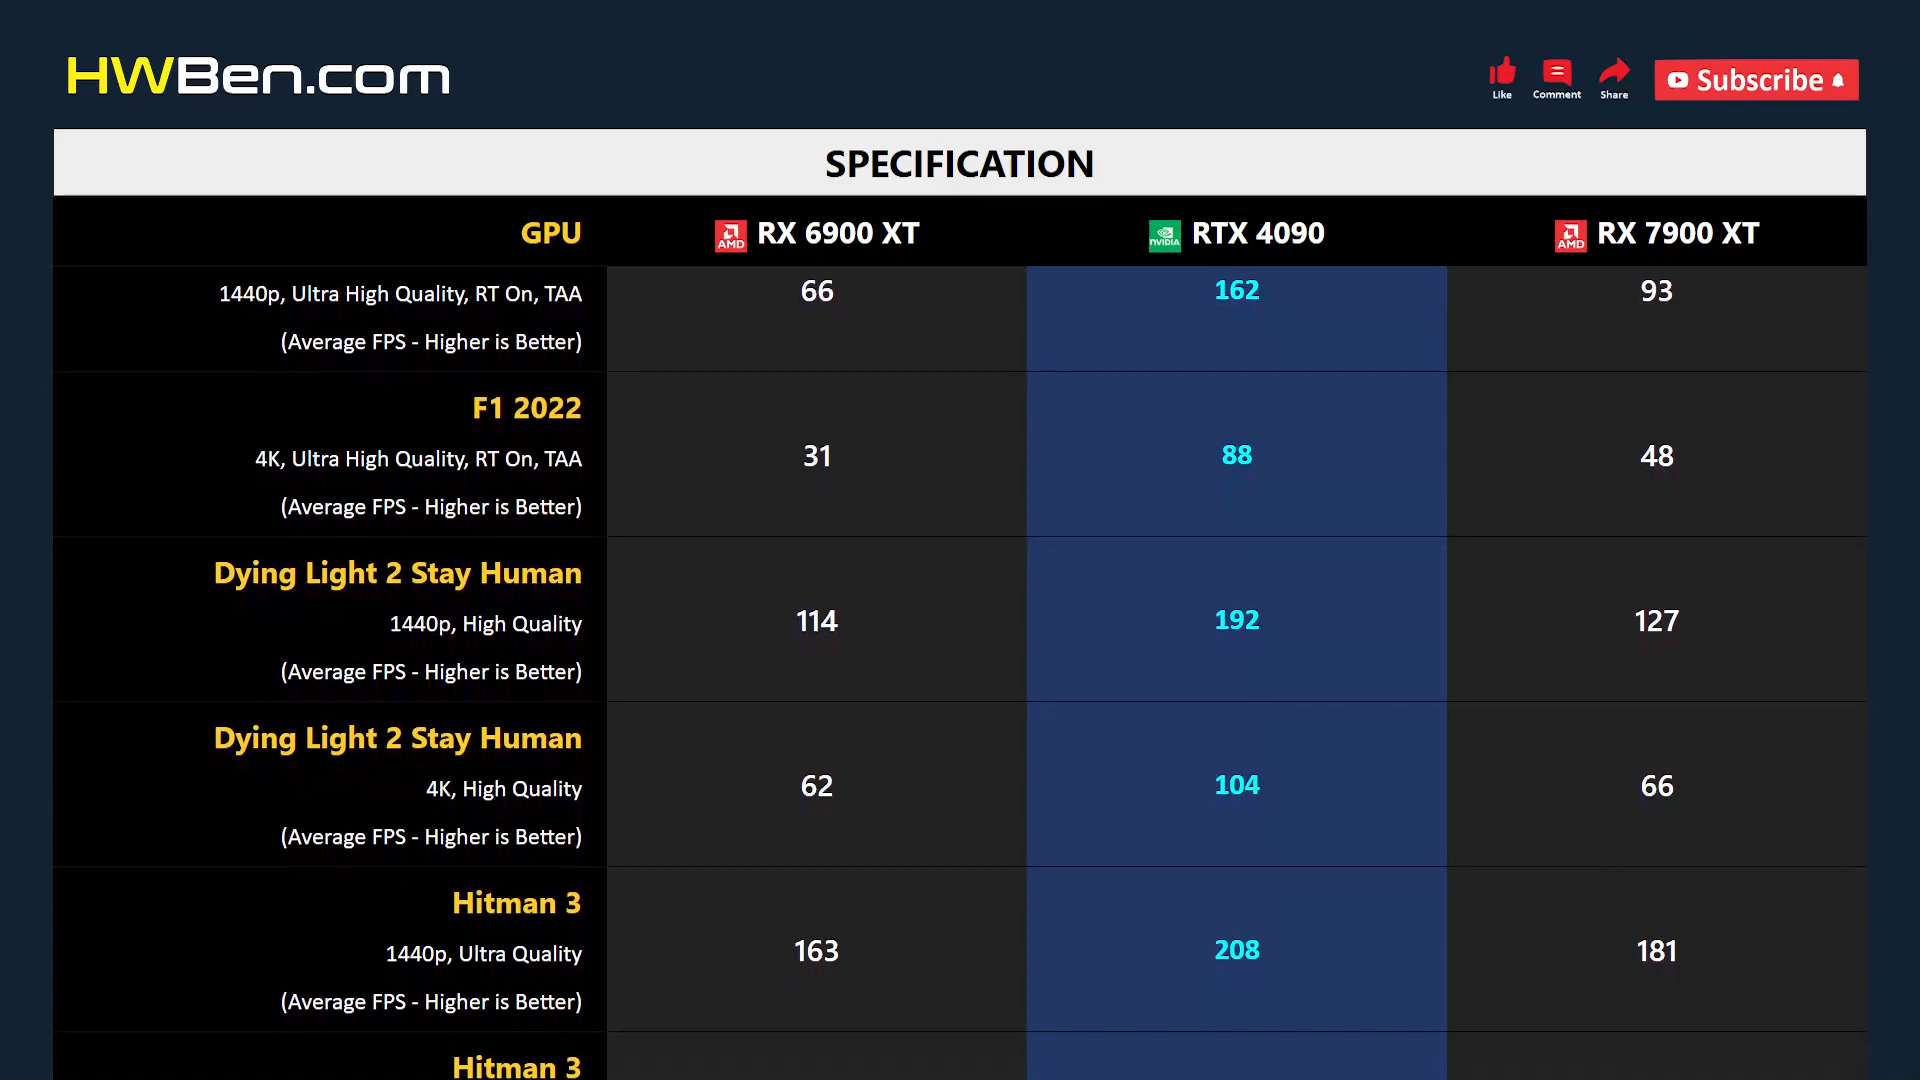 HWBen.com
Like Comment Share Subscribe
SPECIFICATION
GPU AMD RX 6900 XT NVIDIA RTX 4090 AMD RX 7900 XT
1440p, Ultra High Quality, RT On, TAA 66 162 93
(Average FPS - Higher is Better)
F1 2022
4K, Ultra High Quality, RT On, TAA 31 88 48
(Average FPS - Higher is Better)
Dying Light 2 Stay Human
1440p, High Quality 114 192 127
(Average FPS - Higher is Better)
Dying Light 2 Stay Human
4K, High Quality 62 104 66
(Average FPS - Higher is Better)
Hitman 3
1440p, Ultra Quality 163 208 181
(Average FPS - Higher is Better)
Hitman 3